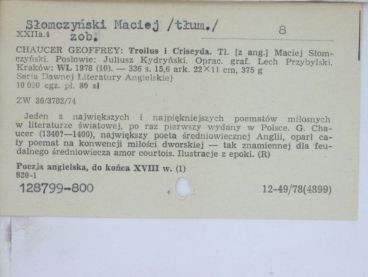 Słomczyński Maciej /tłum./ 8
XXIIa.4 zob.
CHAUCER GEOFFREY: Troilus i Criseyda. Tł. [z ang.] Maciej Słom-
czyński. Posłowie: Juliusz Kydryński. Oprac. graf. Lech Przybylski.
Kraków: WL 1978 (10). — 336 s. 15,6 ark. 22×11 cm, 375 g
Seria Dawnej Literatury Angielskiej
10 000 egz. pł. 80 zł
ZW 36/3782/74
Jeden z największych i najpiękniejszych poematów miłosnych
w literaturze światowej, po raz pierwszy wydany w Polsce. G. Cha-
ucer (1340?—1400), największy poeta średniowiecznej Anglii, oparł ca-
ły poemat na konwencji miłości dworskiej — tak znamiennej dla feu-
dalnego średniowiecza amor courtois. Ilustracje z epoki. (R)
Poezja angielska, do końca XVIII w. (1)
820-1
128799-800 12-49/78(4899)